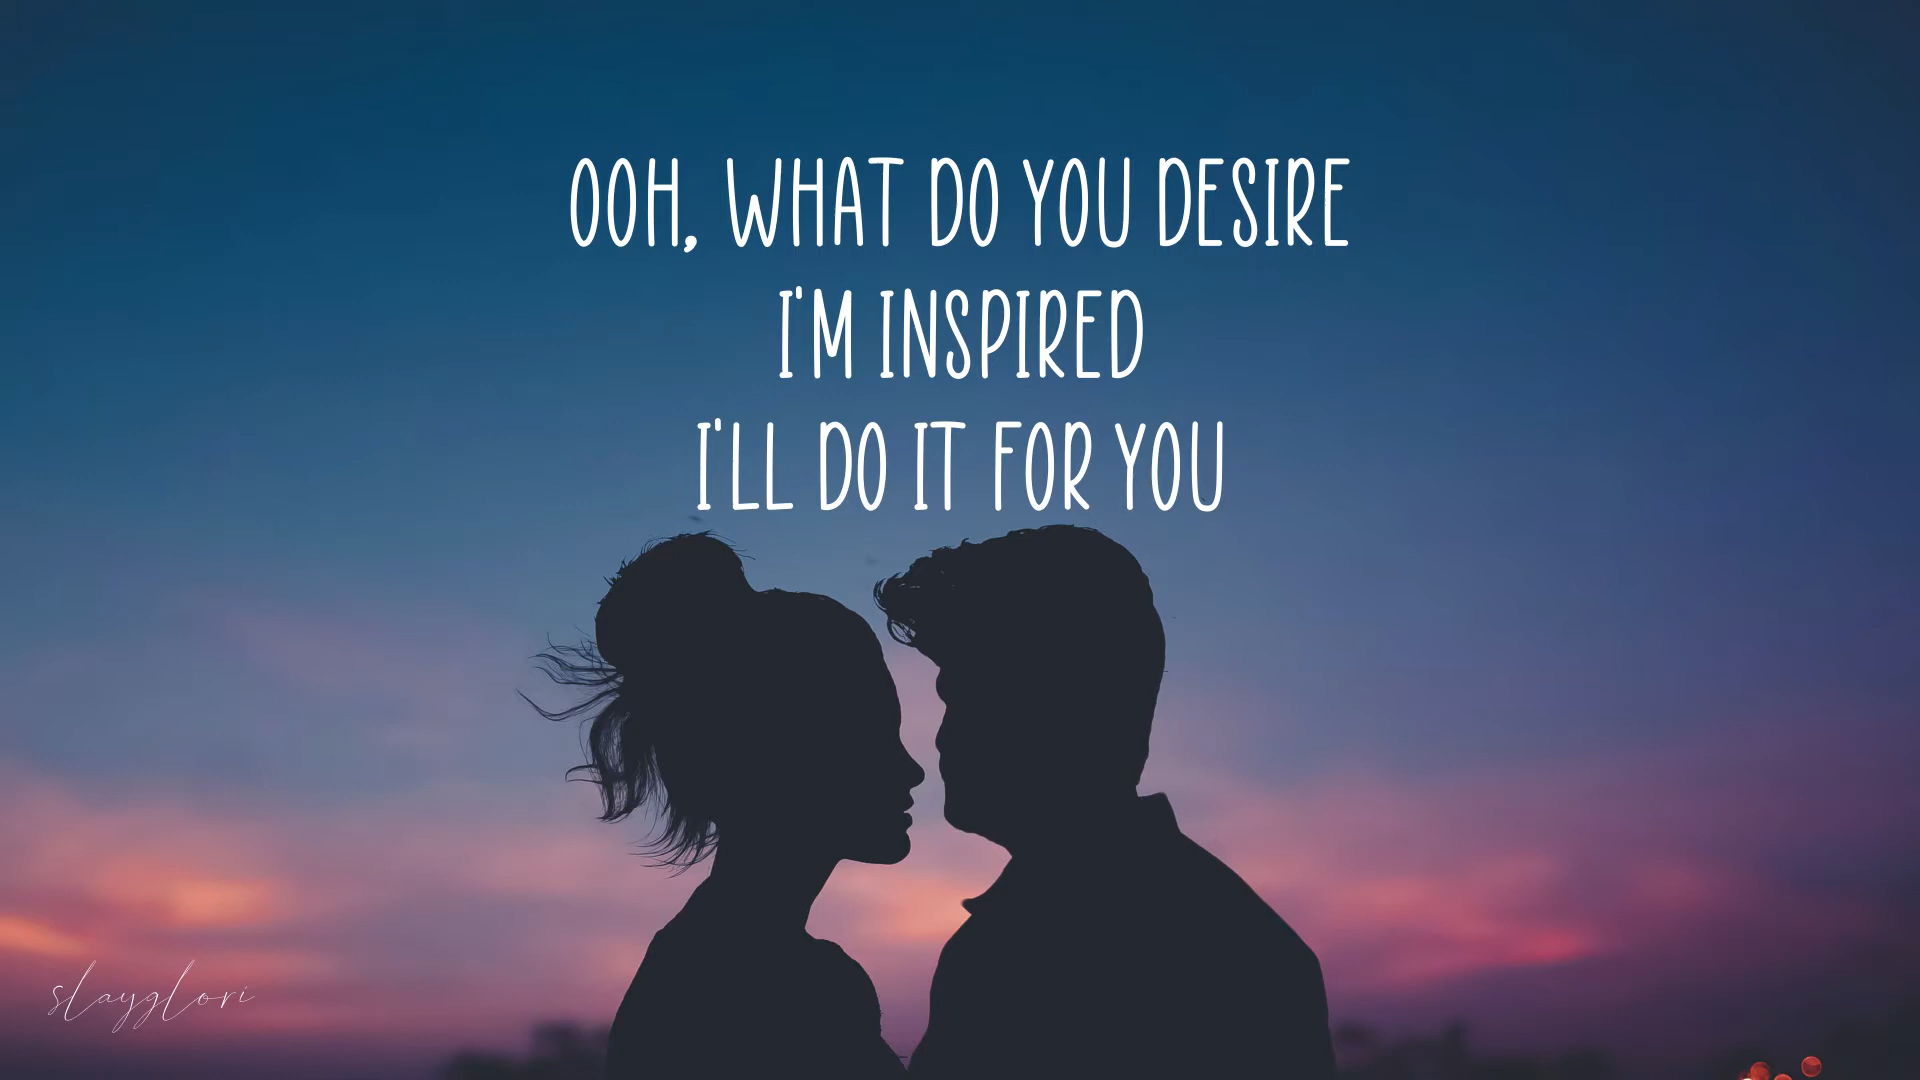 OOH, WHAT DO YOU DESIRE
I'M INSPIRED
I'LL DO IT FOR YOU
slayglori